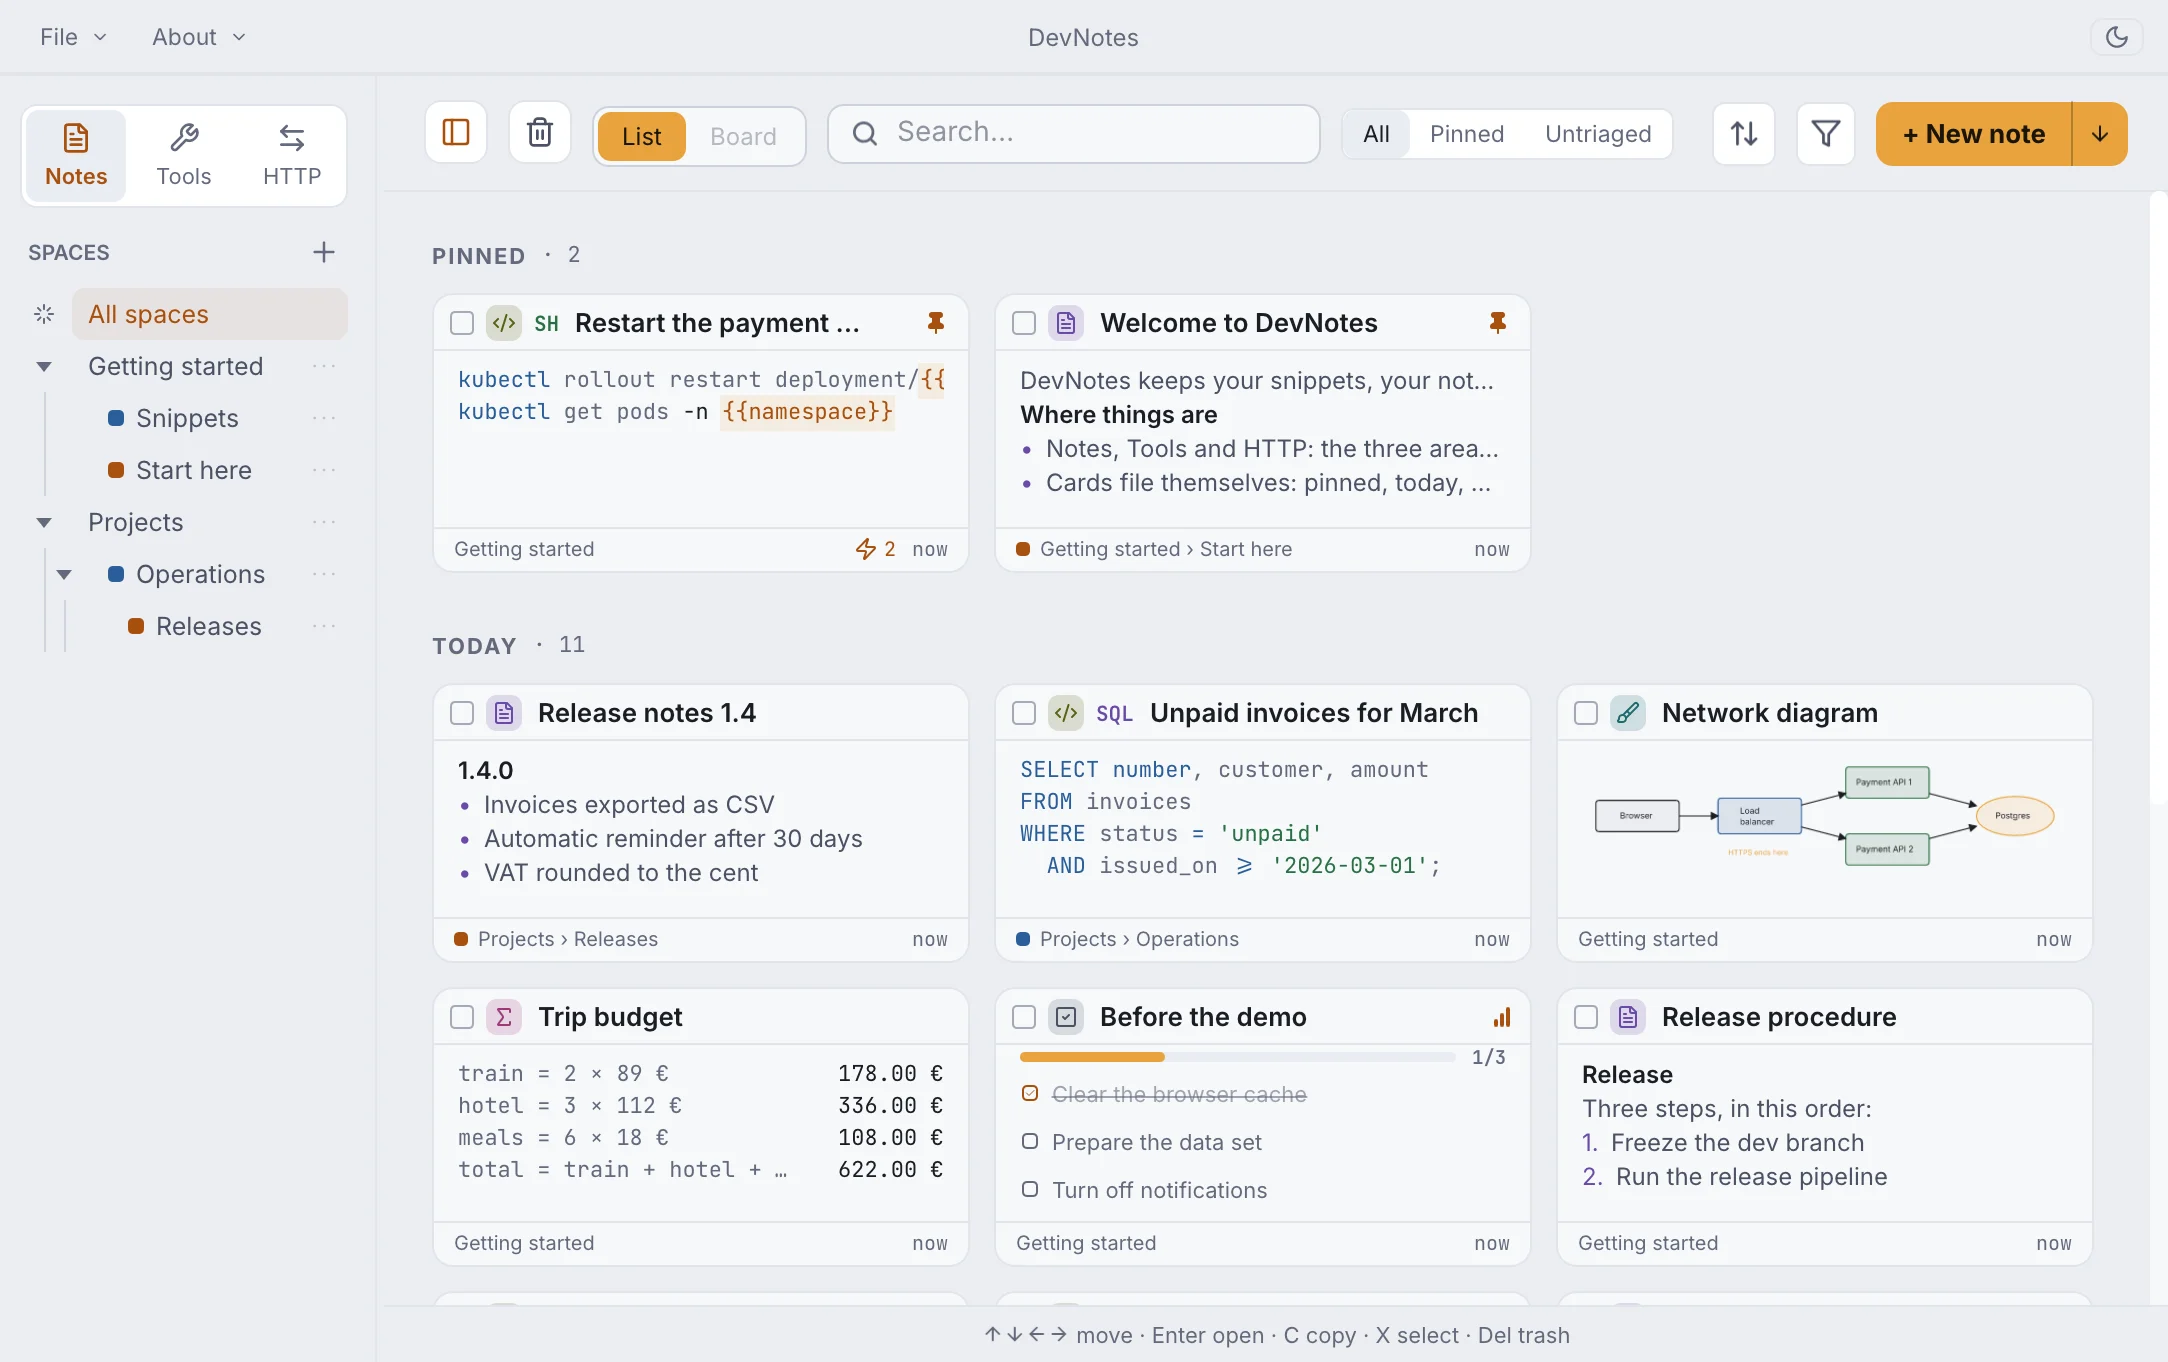 File
About
DevNotes
Notes
Tools
HTTP
List
Board
Search...
All
Pinned
Untriaged
+ New note
SPACES
All spaces
Getting started
Snippets
Start here
Projects
Operations
Releases
PINNED · 2
SH Restart the payment ...
kubectl rollout restart deployment/{{
kubectl get pods -n {{namespace}}
Getting started
2 now
Welcome to DevNotes
DevNotes keeps your snippets, your not...
Where things are
• Notes, Tools and HTTP: the three area...
• Cards file themselves: pinned, today, ...
Getting started › Start here
now
TODAY · 11
Release notes 1.4
1.4.0
• Invoices exported as CSV
• Automatic reminder after 30 days
• VAT rounded to the cent
Projects › Releases
now
SQL Unpaid invoices for March
SELECT number, customer, amount
FROM invoices
WHERE status = 'unpaid'
AND issued_on >= '2026-03-01';
Projects › Operations
now
Network diagram
Browser
Load
balancer
HTTPS ends here
Payment API 1
Payment API 2
Postgres
Getting started
now
Trip budget
train = 2 × 89 € 178.00 €
hotel = 3 × 112 € 336.00 €
meals = 6 × 18 € 108.00 €
total = train + hotel + … 622.00 €
Getting started
now
Before the demo
1/3
Clear the browser cache
Prepare the data set
Turn off notifications
Getting started
now
Release procedure
Release
Three steps, in this order:
1. Freeze the dev branch
2. Run the release pipeline
Getting started
now
↑↓←→ move · Enter open · C copy · X select · Del trash